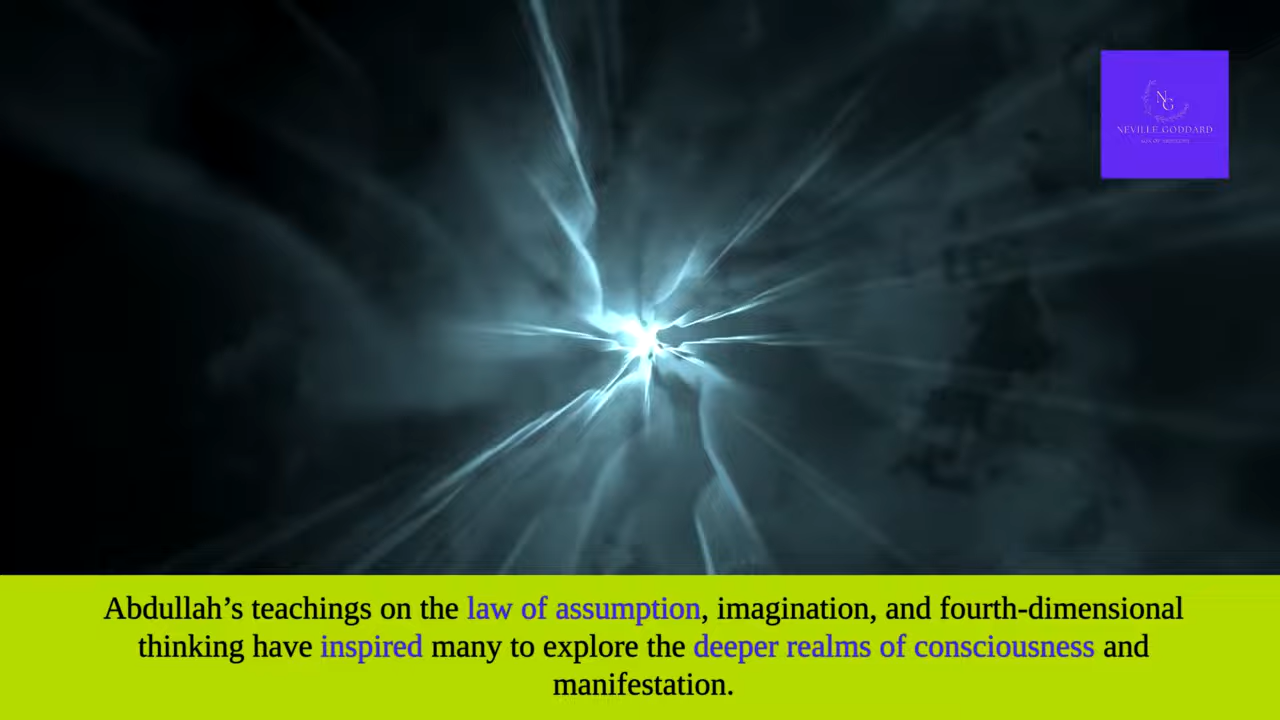 NG
NEVILLE GODDARD
Abdullah’s teachings on the law of assumption, imagination, and fourth-dimensional
thinking have inspired many to explore the deeper realms of consciousness and
manifestation.